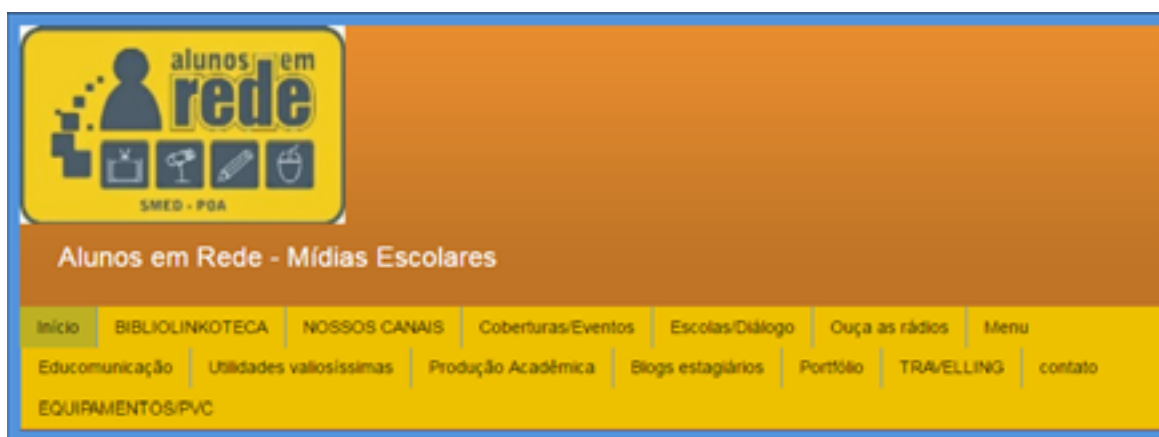 alunos em
rede
SMED - POA
Alunos em Rede - Mídias Escolares
Início BIBLIOLINKOTECA NOSSOS CANAIS Coberturas/Eventos Escolas/Diálogo Ouça as rádios Menu
Educomunicação Utilidades valiosíssimas Produção Acadêmica Blogs estagiários Portfólio TRAVELLING contato
EQUIPAMENTOS/PVC